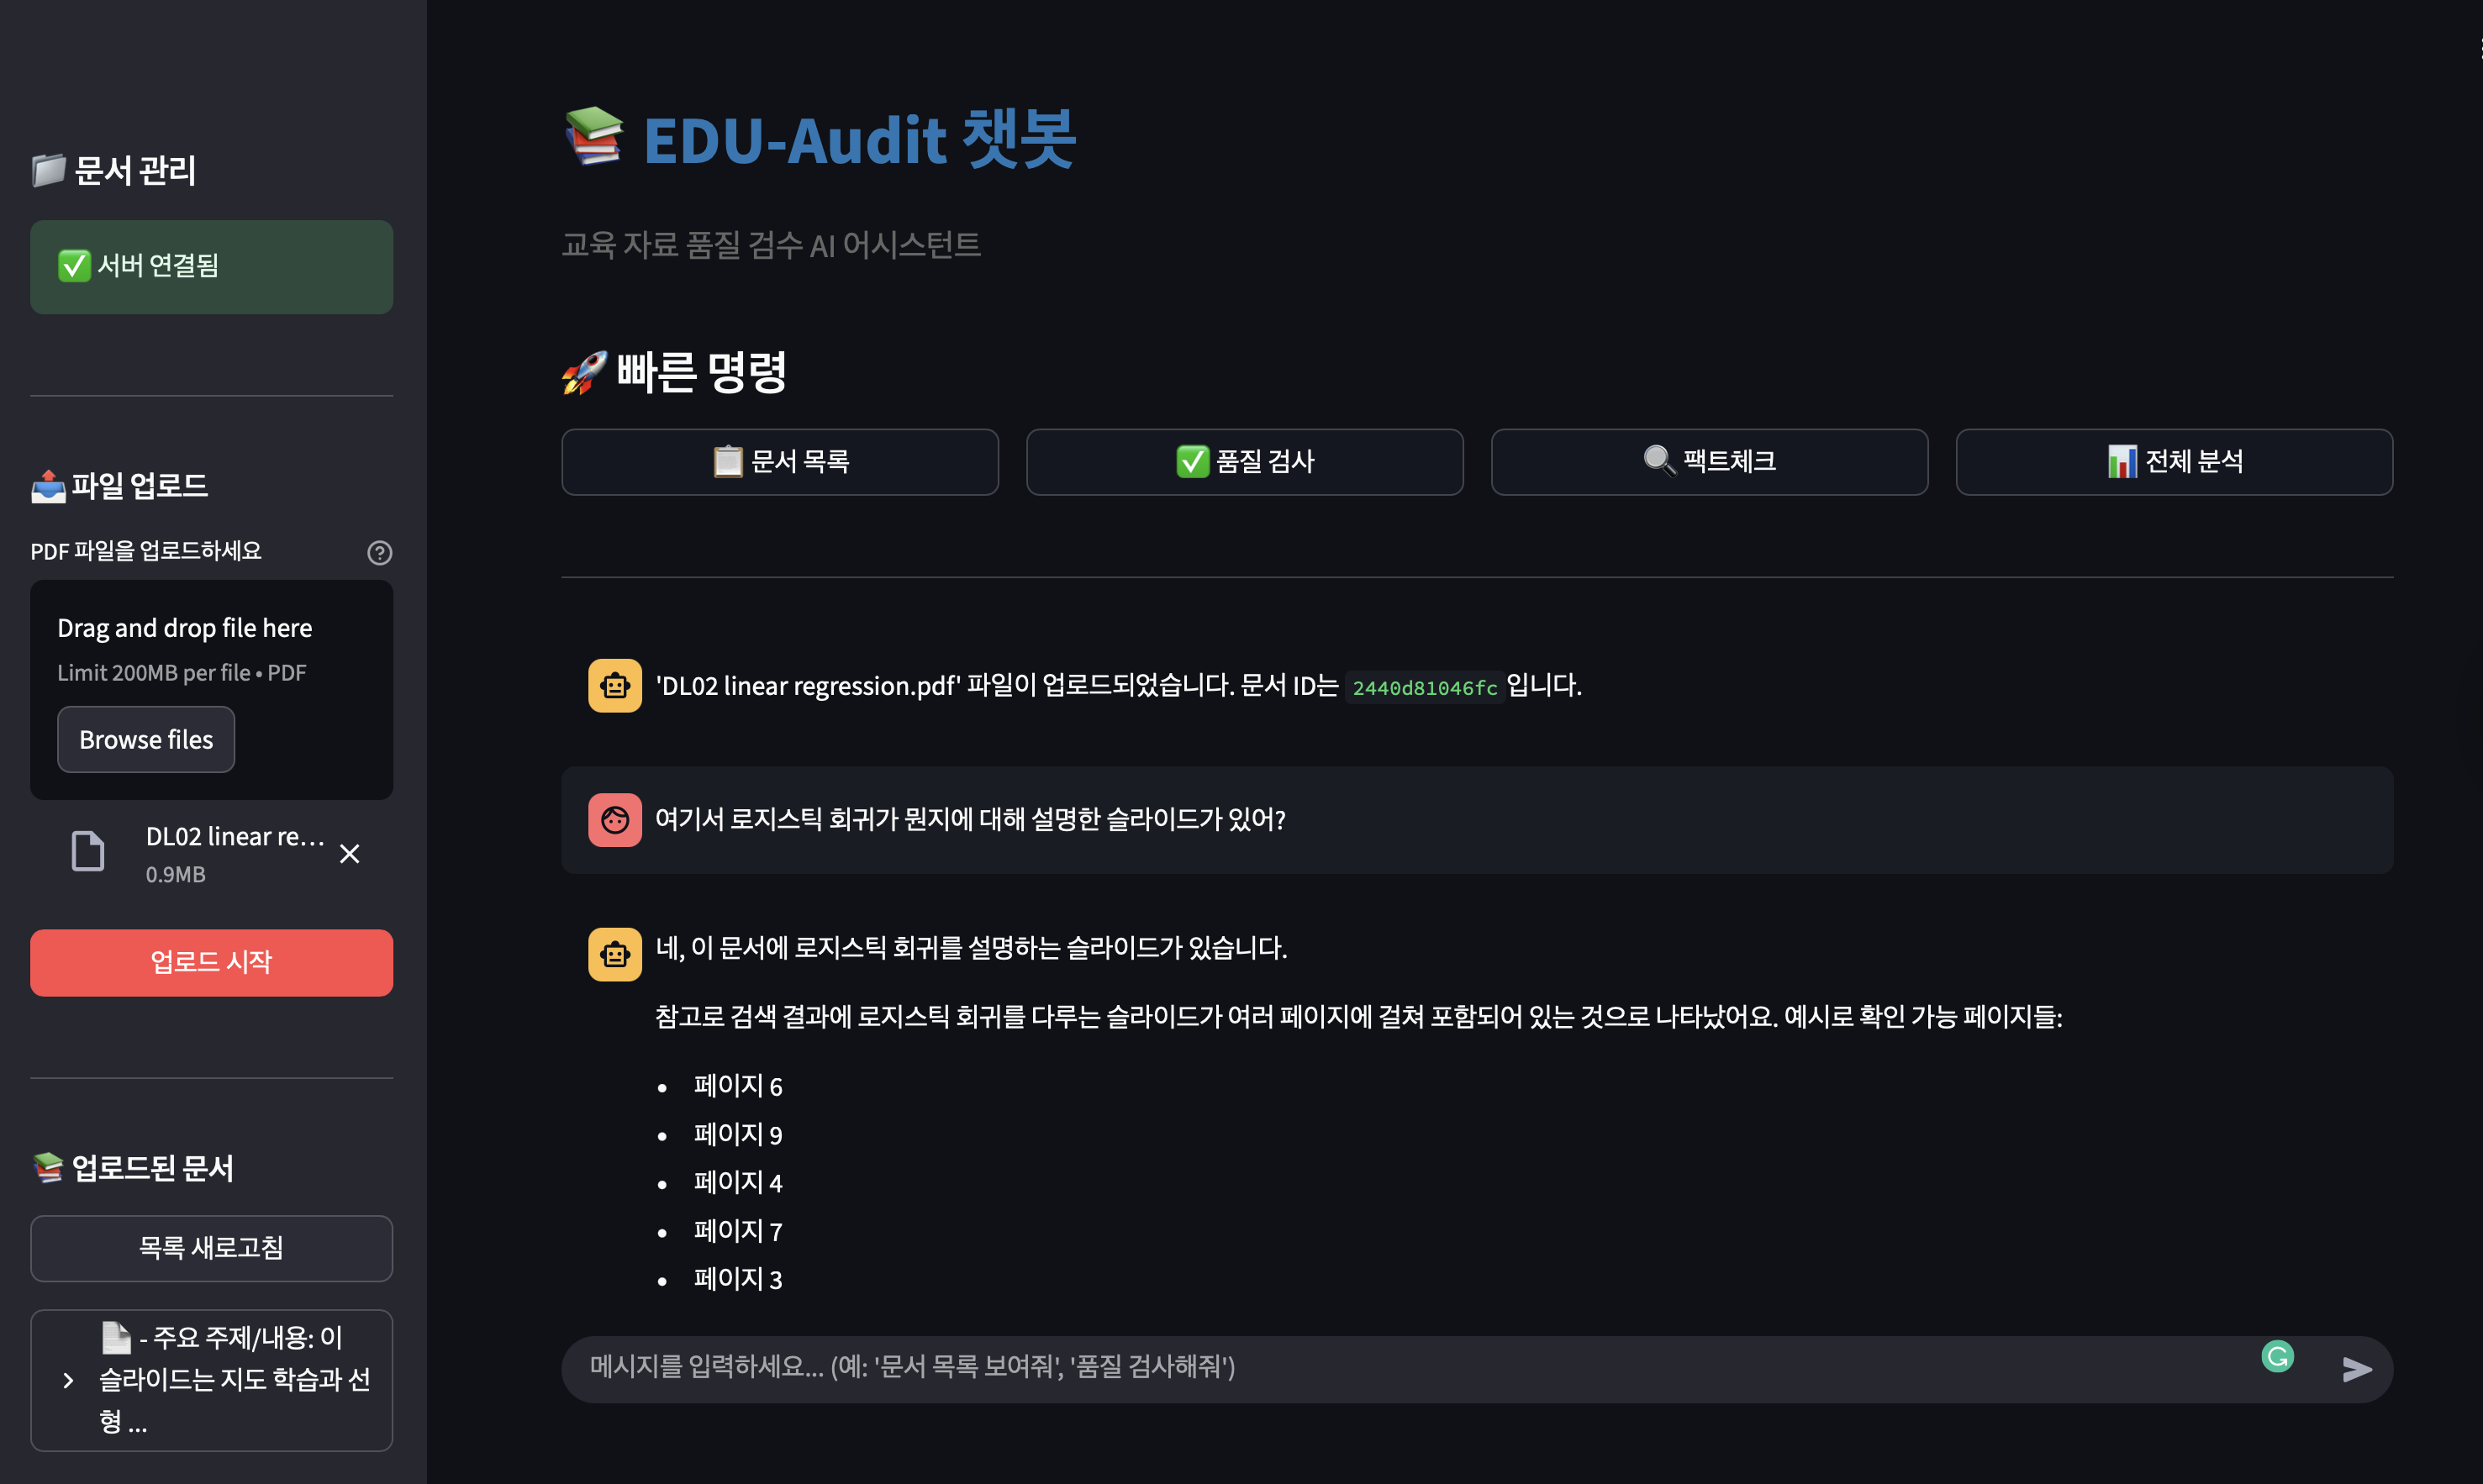 문서 관리
서버 연결됨
파일 업로드
PDF 파일을 업로드하세요
Drag and drop file here
Limit 200MB per file • PDF
Browse files
DL02 linear re...
0.9MB
업로드 시작
업로드된 문서
목록 새로고침
- 주요 주제/내용: 이
슬라이드는 지도 학습과 선
형 ...
EDU-Audit 챗봇
교육 자료 품질 검수 AI 어시스턴트
빠른 명령
문서 목록
품질 검사
팩트체크
전체 분석
'DL02 linear regression.pdf' 파일이 업로드되었습니다. 문서 ID는 2440d81046fc 입니다.
여기서 로지스틱 회귀가 뭔지에 대해 설명한 슬라이드가 있어?
네, 이 문서에 로지스틱 회귀를 설명하는 슬라이드가 있습니다.
참고로 검색 결과에 로지스틱 회귀를 다루는 슬라이드가 여러 페이지에 걸쳐 포함되어 있는 것으로 나타났어요. 예시로 확인 가능 페이지들:
• 페이지 6
• 페이지 9
• 페이지 4
• 페이지 7
• 페이지 3
메시지를 입력하세요... (예: '문서 목록 보여줘', '품질 검사해줘')